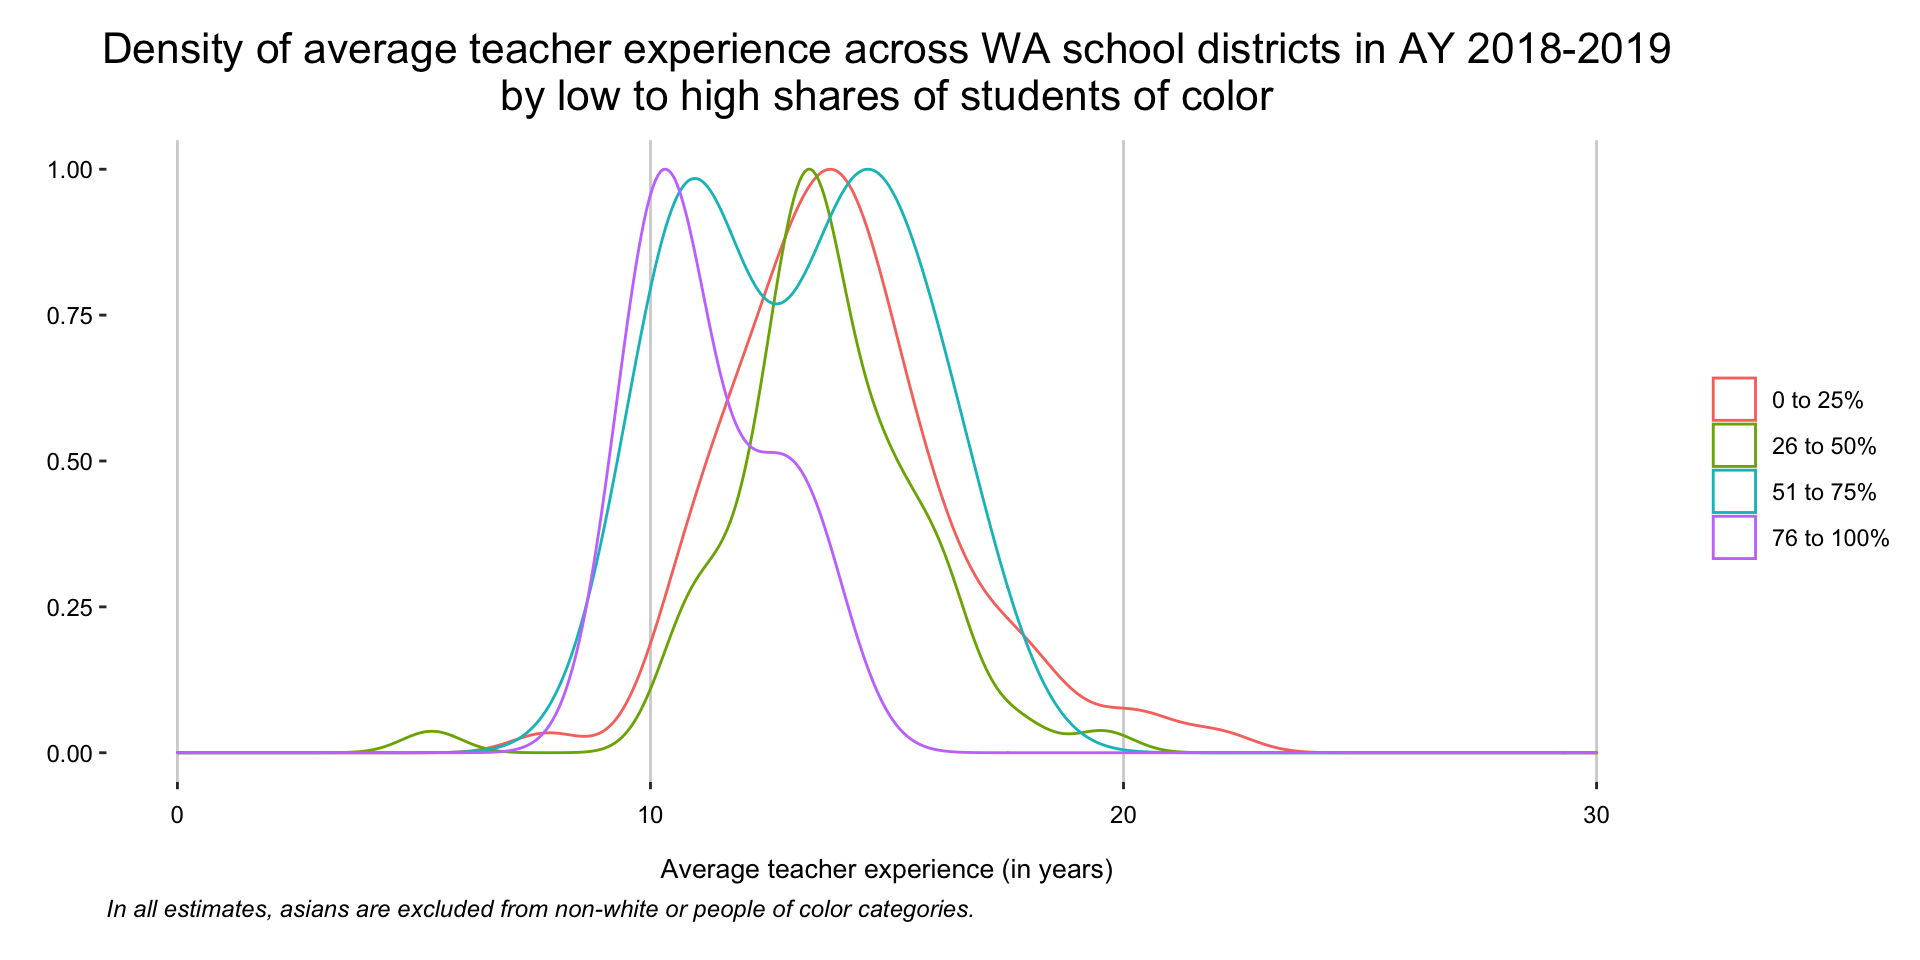 Density of average teacher experience across WA school districts in AY 2018-2019
by low to high shares of students of color
1.00
0.75
0.50
0.25
0.00
0
10
20
30
Average teacher experience (in years)
In all estimates, asians are excluded from non-white or people of color categories.
0 to 25%
26 to 50%
51 to 75%
76 to 100%